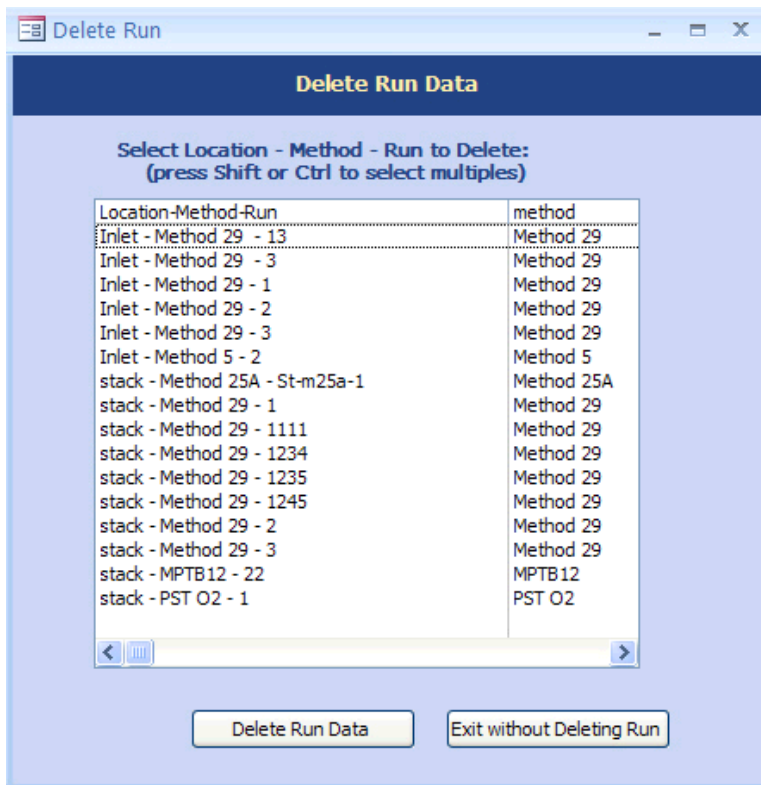 Delete Run
Delete Run Data
Select Location - Method - Run to Delete:
(press Shift or Ctrl to select multiples)
Location-Method-Run method
Inlet - Method 29  - 13 Method 29
Inlet - Method 29  - 3 Method 29
Inlet - Method 29 - 1 Method 29
Inlet - Method 29 - 2 Method 29
Inlet - Method 29 - 3 Method 29
Inlet - Method 5 - 2 Method 5
stack - Method 25A - St-m25a-1 Method 25A
stack - Method 29 - 1 Method 29
stack - Method 29 - 1111 Method 29
stack - Method 29 - 1234 Method 29
stack - Method 29 - 1235 Method 29
stack - Method 29 - 1245 Method 29
stack - Method 29 - 2 Method 29
stack - Method 29 - 3 Method 29
stack - MPTB12 - 22 MPTB12
stack - PST O2 - 1 PST O2
Delete Run Data Exit without Deleting Run